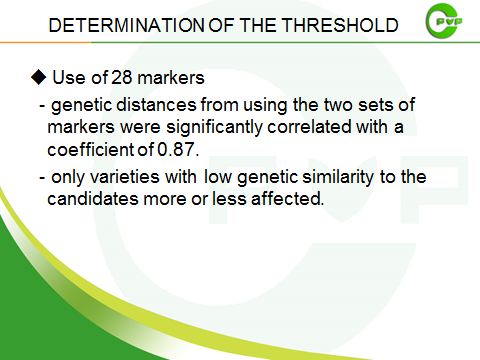 DETERMINATION OF THE THRESHOLD
PVP
◆ Use of 28 markers
- genetic distances from using the two sets of
markers were significantly correlated with a
coefficient of 0.87.
- only varieties with low genetic similarity to the
candidates more or less affected.